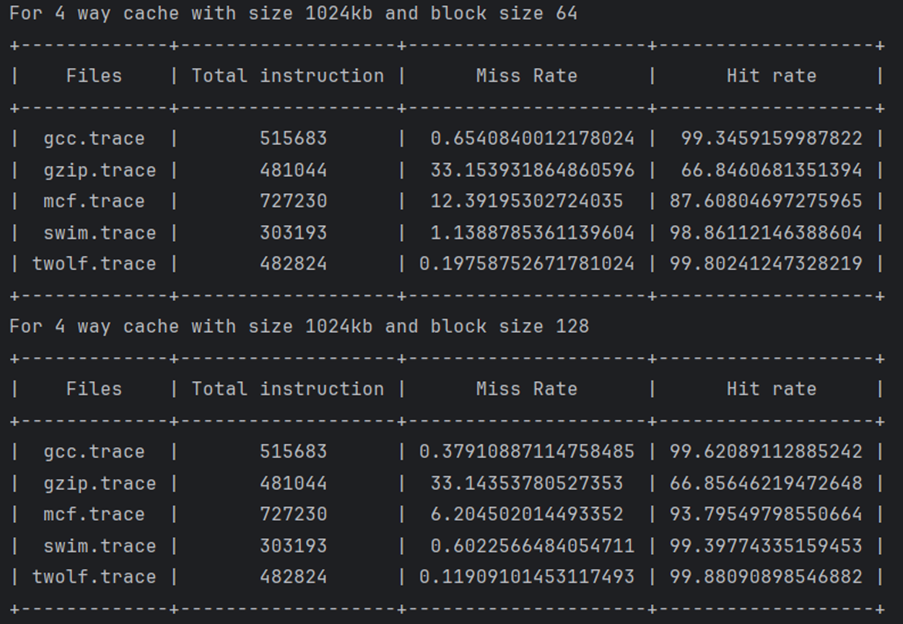 For 4 way cache with size 1024kb and block size 64
+-------------+-------------------+---------------------+-------------------+
|    Files    | Total instruction |      Miss Rate      |      Hit rate     |
+-------------+-------------------+---------------------+-------------------+
|  gcc.trace  |       515683      |  0.6540840012178024 |  99.3459159987822 |
|  gzip.trace |       481044      |  33.153931864860596 |  66.8460681351394 |
|  mcf.trace  |       727230      |  12.39195302724035  | 87.60804697275965 |
|  swim.trace |       303193      |  1.1388785361139604 | 98.86112146388604 |
| twolf.trace |       482824      | 0.19758752671781024 | 99.80241247328219 |
+-------------+-------------------+---------------------+-------------------+
For 4 way cache with size 1024kb and block size 128
+-------------+-------------------+---------------------+-------------------+
|    Files    | Total instruction |      Miss Rate      |      Hit rate     |
+-------------+-------------------+---------------------+-------------------+
|  gcc.trace  |       515683      | 0.37910887114758485 | 99.62089112885242 |
|  gzip.trace |       481044      |  33.14353780527353  | 66.85646219472648 |
|  mcf.trace  |       727230      |  6.204502014493352  | 93.79549798550664 |
|  swim.trace |       303193      |  0.6022566484054711 | 99.39774335159453 |
| twolf.trace |       482824      | 0.11909101453117493 | 99.88090898546882 |
+-------------+-------------------+---------------------+-------------------+